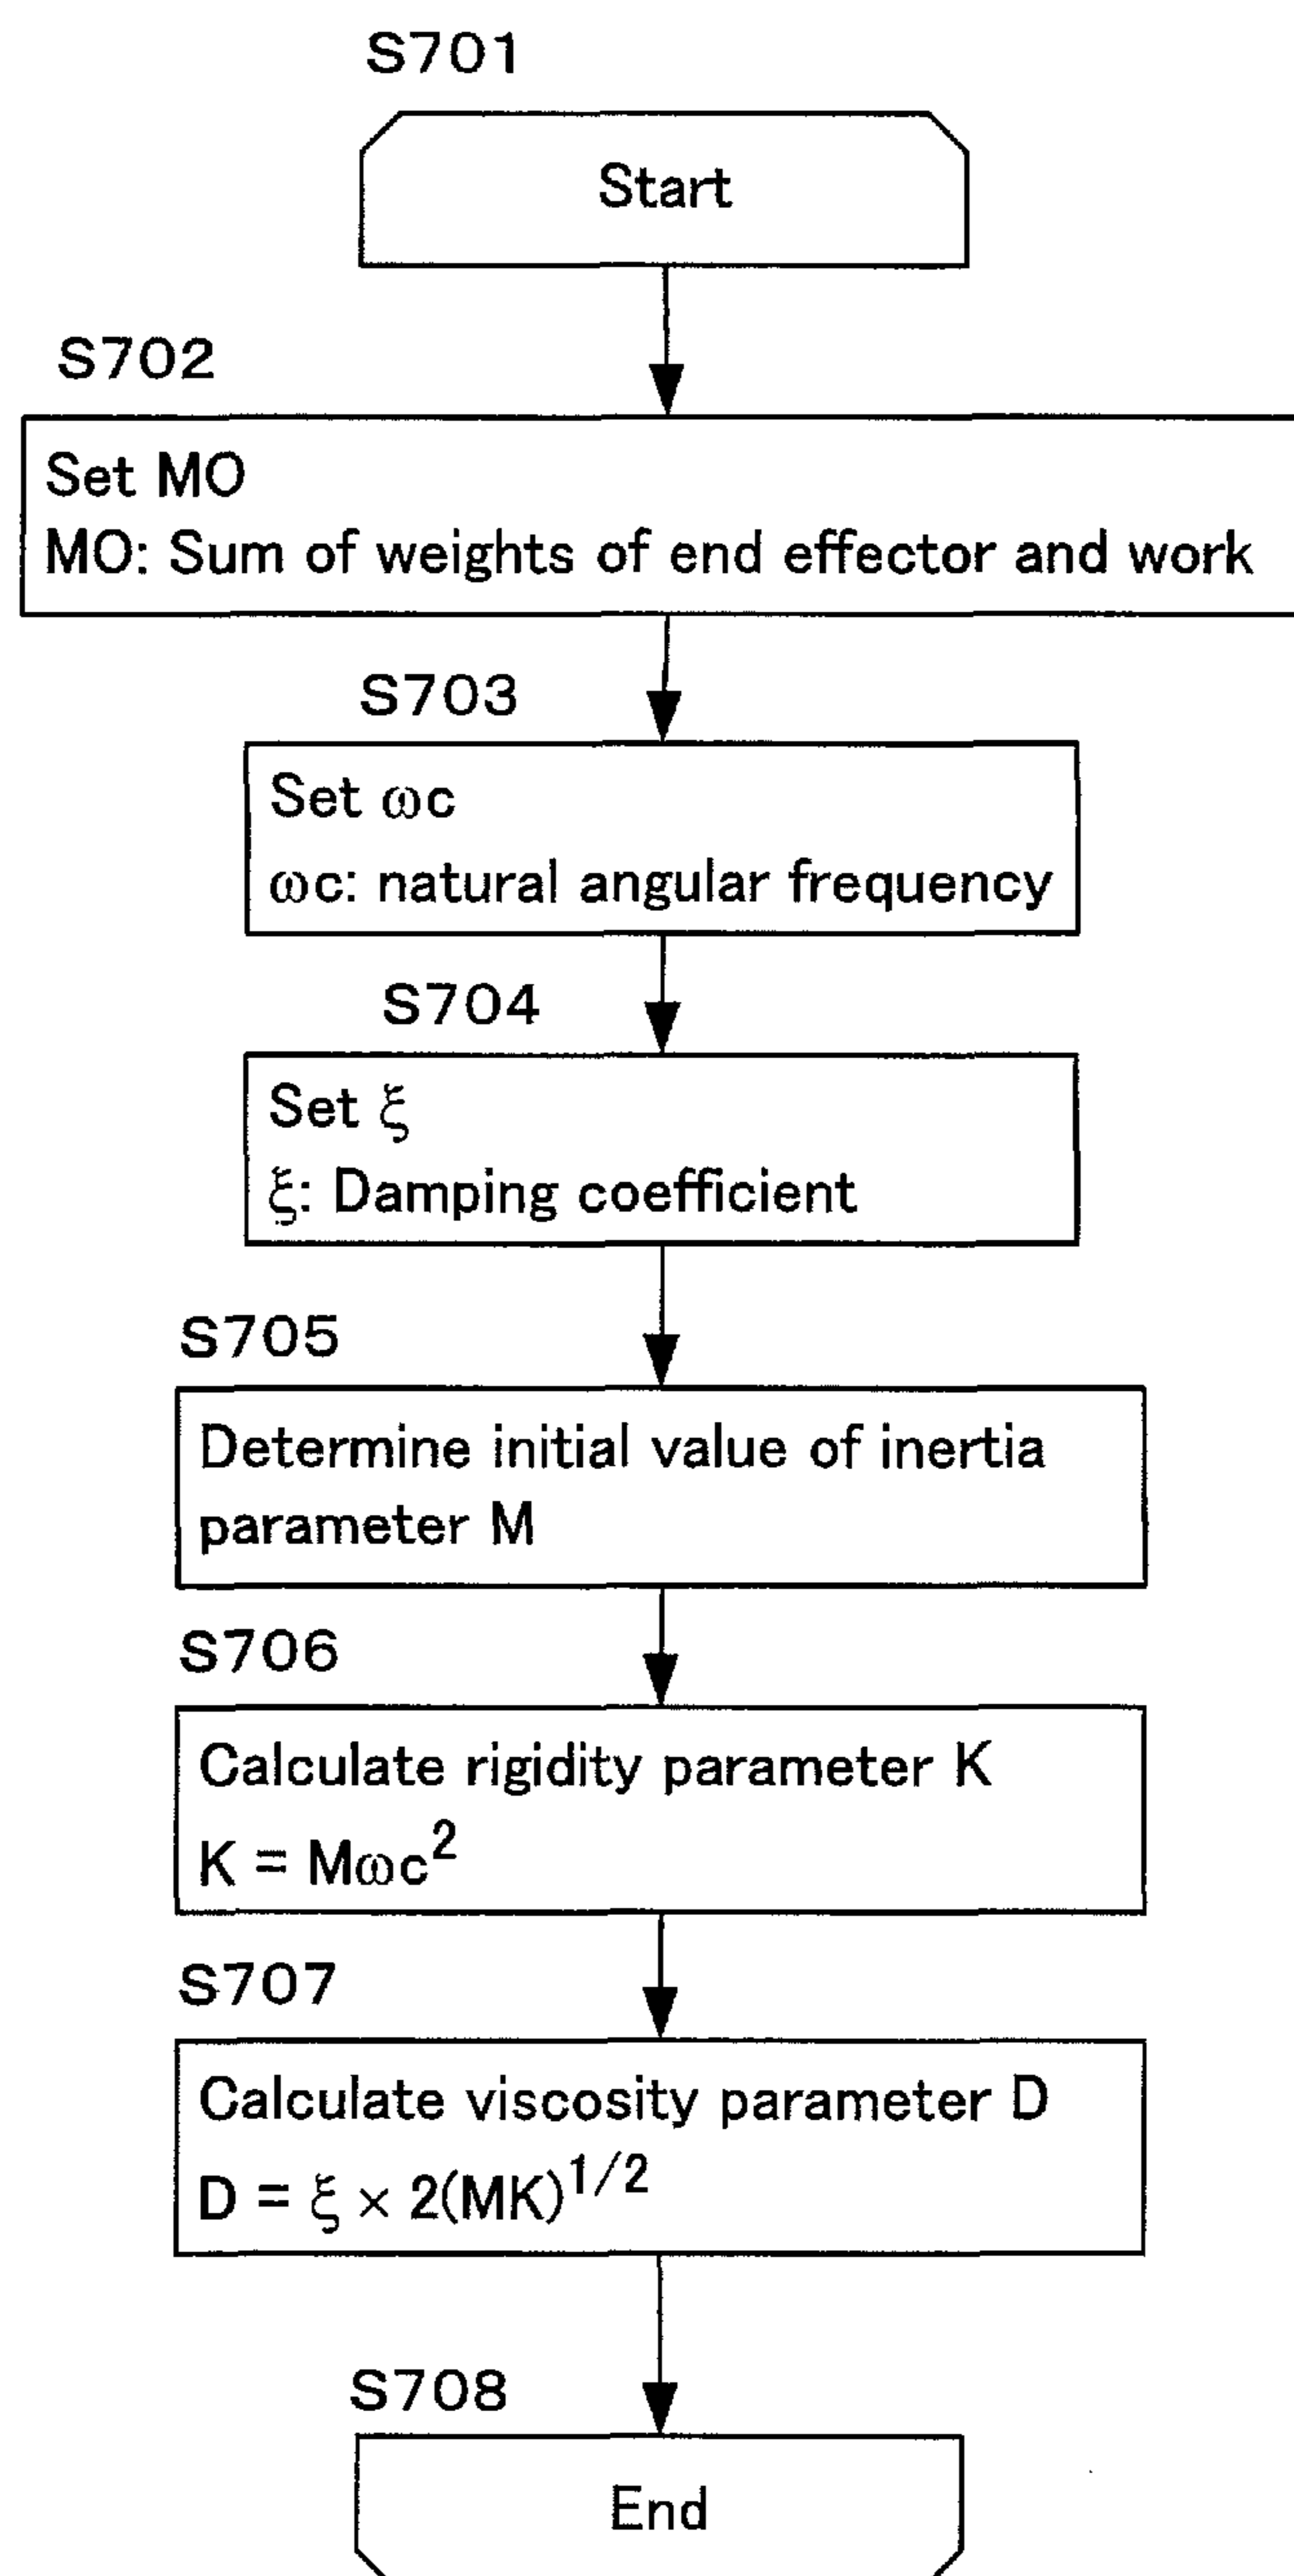 S701
Start
S702
Set MO
MO: Sum of weights of end effector and work
S703
Set ωc
ωc: natural angular frequency
S704
Set ξ
ξ: Damping coefficient
S705
Determine initial value of inertia
parameter M
S706
Calculate rigidity parameter K
K = Mωc²
S707
Calculate viscosity parameter D
D = ξ × 2(MK)^1/2
S708
End